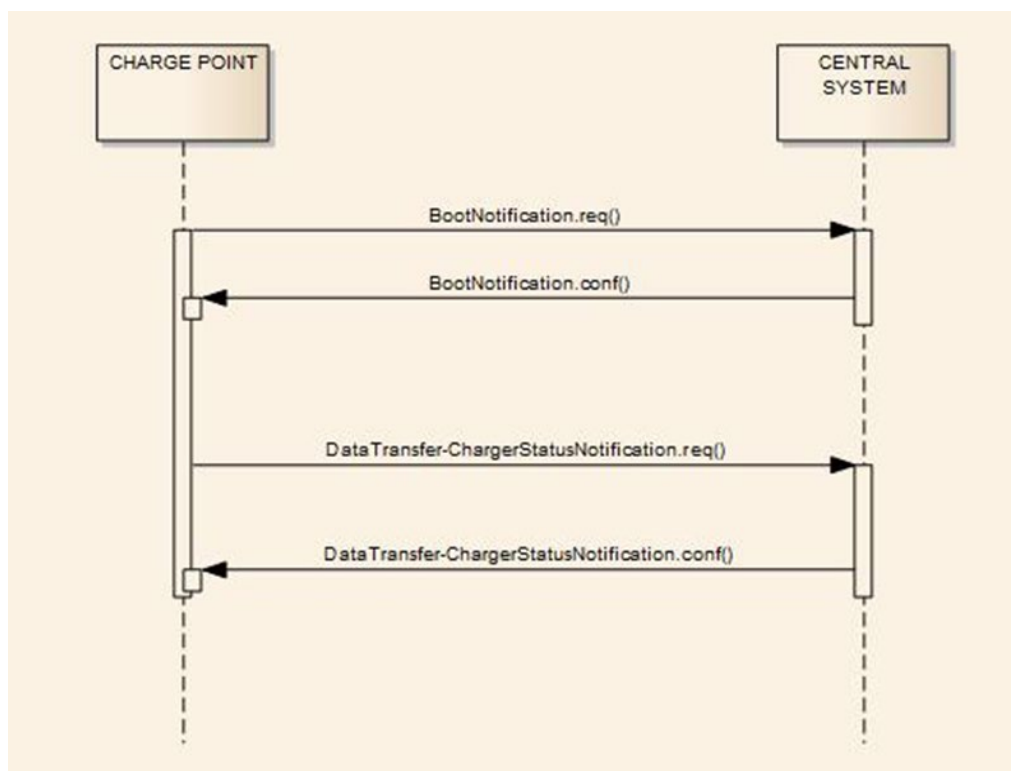 CHARGE POINT
CENTRAL
SYSTEM
BootNotification.req()
BootNotification.conf()
DataTransfer-ChargerStatusNotification.req()
DataTransfer-ChargerStatusNotification.conf()